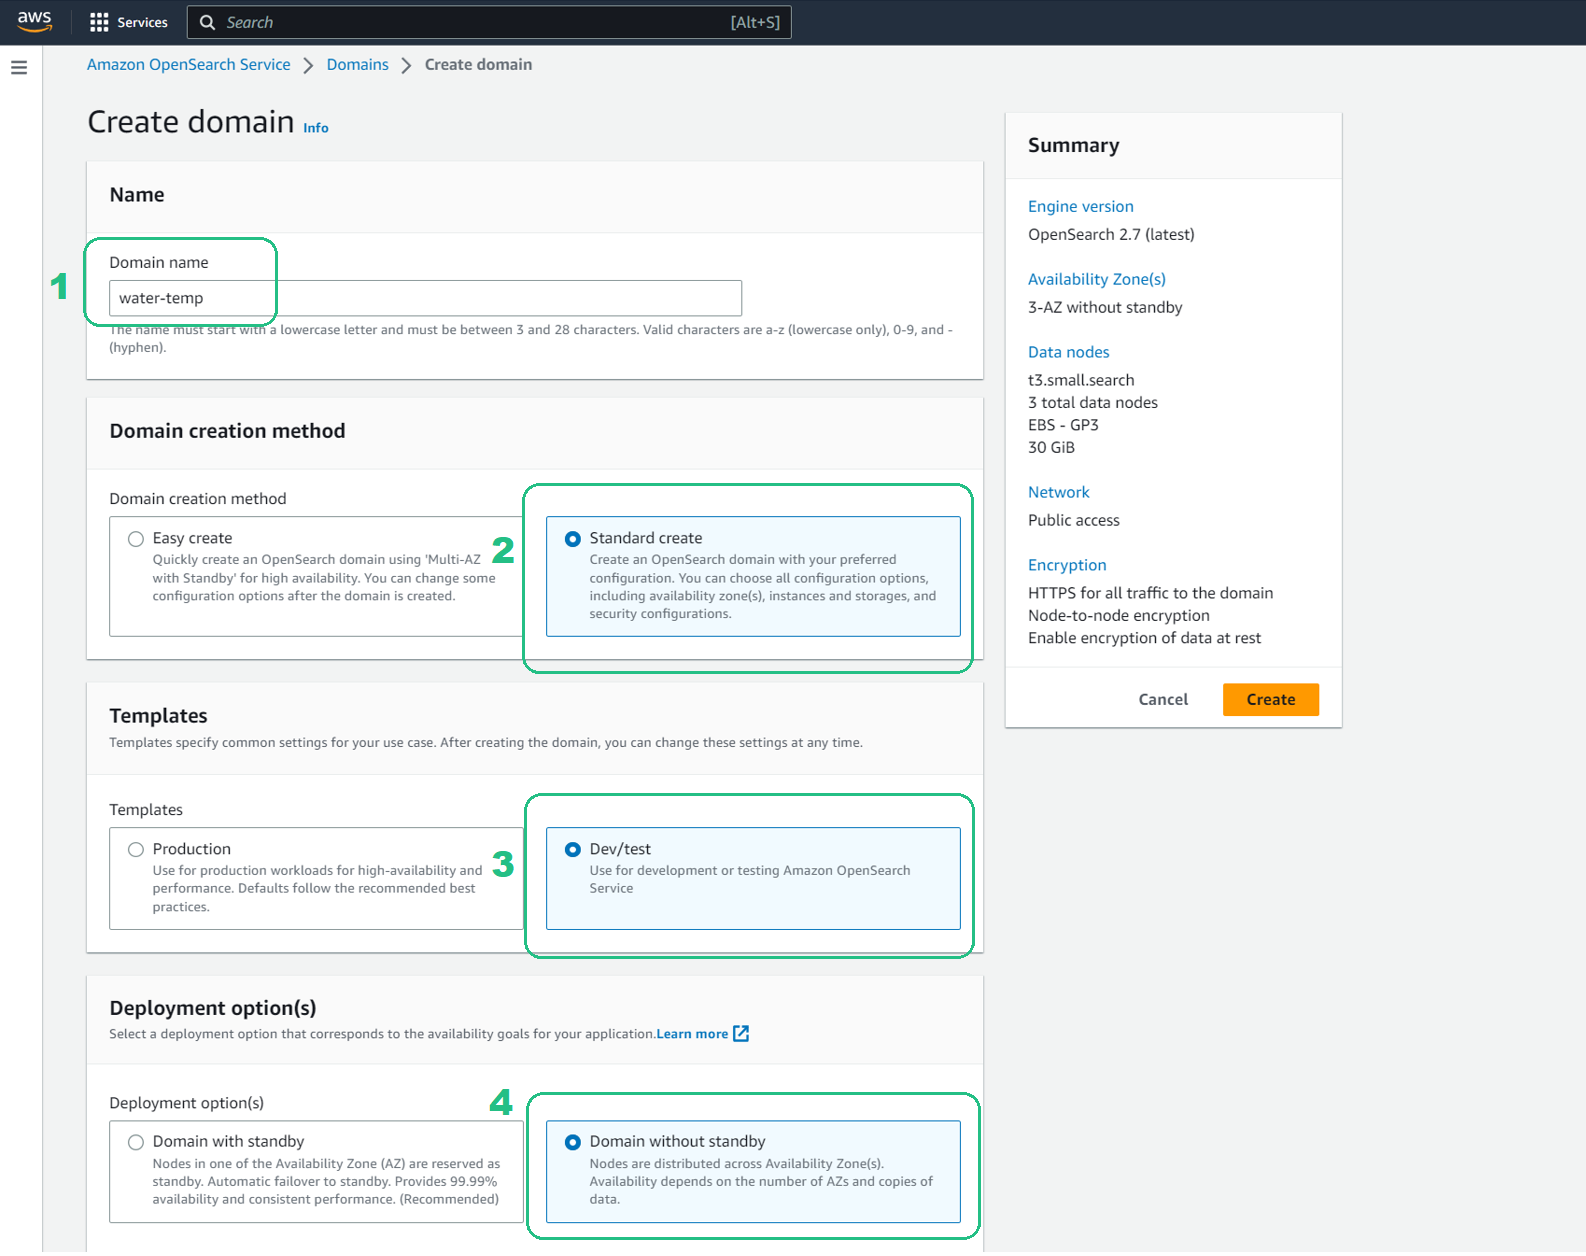 aws
Services
Search
[Alt+S]
Amazon OpenSearch Service
Domains
Create domain
Create domain Info
Name
1
Domain name
water-temp
The name must start with a lowercase letter and must be between 3 and 28 characters. Valid characters are a-z (lowercase only), 0-9, and -
(hyphen).
Domain creation method
Domain creation method
Easy create
Quickly create an OpenSearch domain using 'Multi-AZ
with Standby' for high availability. You can change some
configuration options after the domain is created.
2
Standard create
Create an OpenSearch domain with your preferred
configuration. You can choose all configuration options,
including availability zone(s), instances and storages, and
security configurations.
Templates
Templates specify common settings for your use case. After creating the domain, you can change these settings at any time.
Templates
Production
Use for production workloads for high-availability and
performance. Defaults follow the recommended best
practices.
3
Dev/test
Use for development or testing Amazon OpenSearch
Service
Deployment option(s)
Select a deployment option that corresponds to the availability goals for your application.Learn more
Deployment option(s)
4
Domain with standby
Nodes in one of the Availability Zone (AZ) are reserved as
standby. Automatic failover to standby. Provides 99.99%
availability and consistent performance. (Recommended)
Domain without standby
Nodes are distributed across Availability Zone(s).
Availability depends on the number of AZs and copies of
data.
Summary
Engine version
OpenSearch 2.7 (latest)
Availability Zone(s)
3-AZ without standby
Data nodes
t3.small.search
3 total data nodes
EBS - GP3
30 GiB
Network
Public access
Encryption
HTTPS for all traffic to the domain
Node-to-node encryption
Enable encryption of data at rest
Cancel
Create